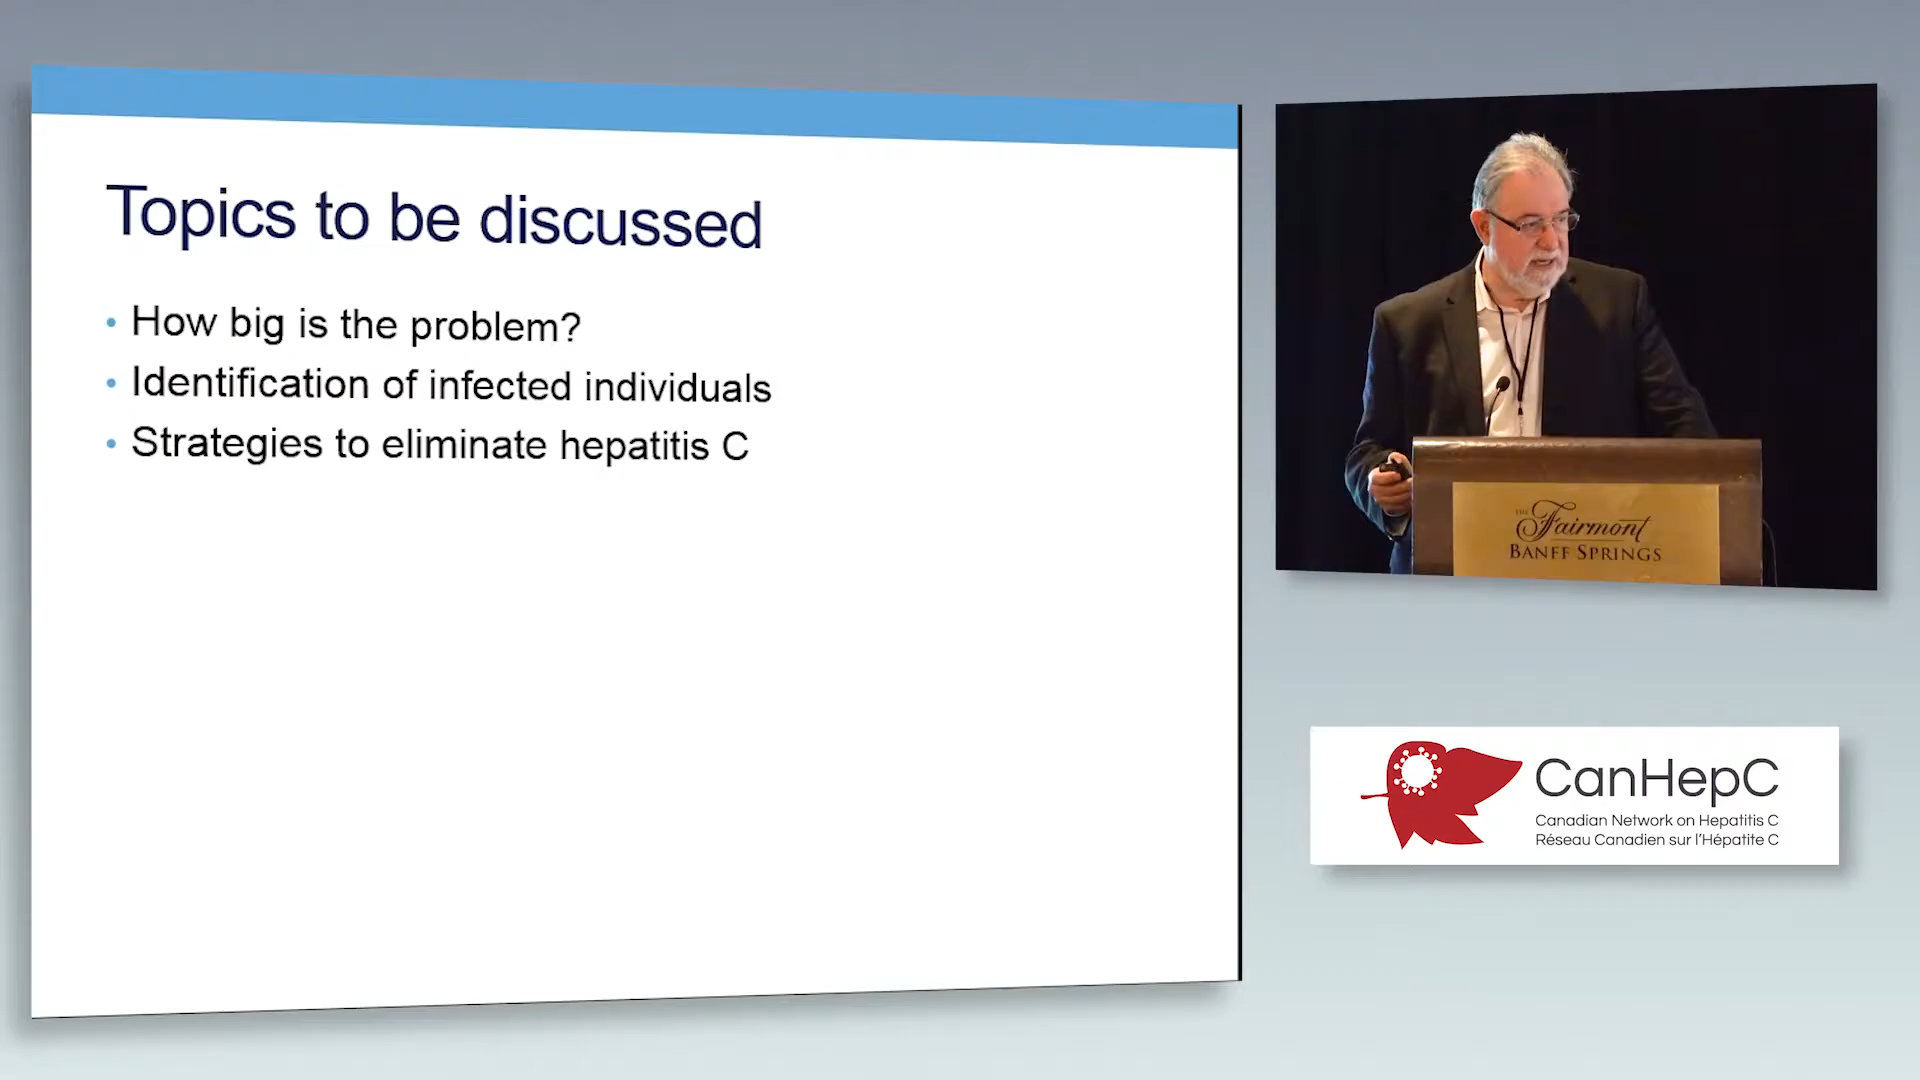 Topics to be discussed
• How big is the problem?
• Identification of infected individuals
• Strategies to eliminate hepatitis C
THE Fairmont
BANFF SPRINGS
CanHepC
Canadian Network on Hepatitis C
Réseau Canadien sur l'Hépatite C